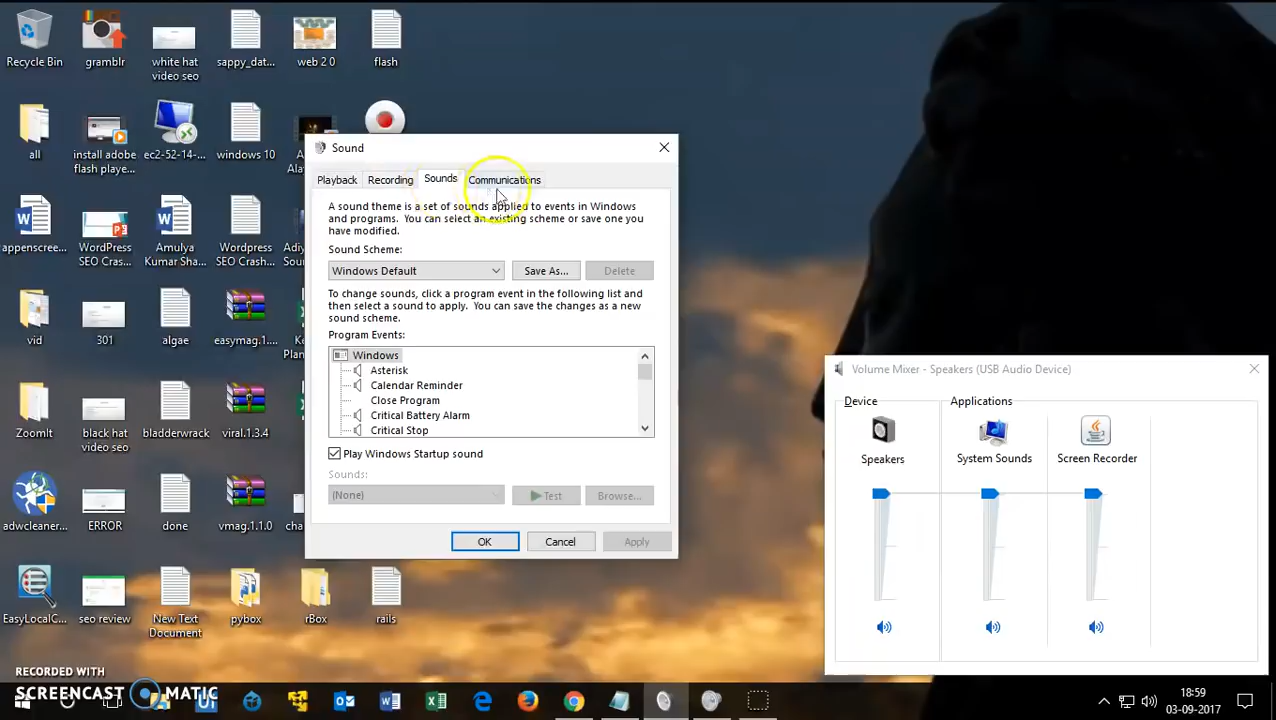 Recycle Bin
gramblr
white hat
video seo
sappy_dat...
web 2 0
flash
all
install adobe
flash playe...
ec2-52-14-...
windows 10
appenscreen...
WordPress
SEO Cras...
Amulya
Kumar Sha...
Wordpress
SEO Crash...
vid
301
algae
easymag.1....
ZoomIt
black hat
video seo
bladderwrack
viral.1.3.4
adwcleaner...
ERROR
done
vmag.1.1.0
EasyLocalC...
seo review
New Text
Document
pybox
rBox
rails
Sound
Playback
Recording
Sounds
Communications
A sound theme is a set of sounds applied to events in Windows
and programs. You can select an existing scheme or save one you
have modified.
Sound Scheme:
Windows Default
Save As...
Delete
To change sounds, click a program event in the following list and
then select a sound to apply. You can save the changes as a new
sound scheme.
Program Events:
Windows
Asterisk
Calendar Reminder
Close Program
Critical Battery Alarm
Critical Stop
Play Windows Startup sound
Sounds:
(None)
Test
Browse...
OK
Cancel
Apply
Volume Mixer - Speakers (USB Audio Device)
Device
Applications
Speakers
System Sounds
Screen Recorder
RECORDED WITH
SCREENCAST MATIC
18:59
03-09-2017